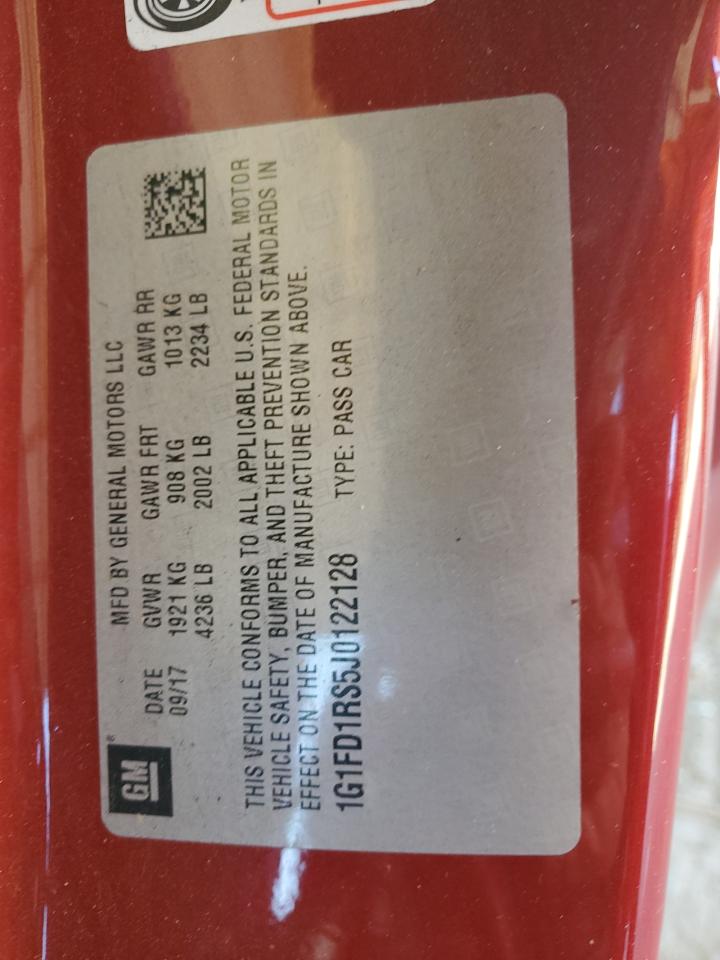 GM®
MFD BY GENERAL MOTORS LLC
DATE GVWR GAWR FRT GAWR RR
09/17 1921 KG 908 KG 1013 KG
4236 LB 2002 LB 2234 LB
THIS VEHICLE CONFORMS TO ALL APPLICABLE U.S. FEDERAL MOTOR
VEHICLE SAFETY, BUMPER, AND THEFT PREVENTION STANDARDS IN
EFFECT ON THE DATE OF MANUFACTURE SHOWN ABOVE.
1G1FD1RS5J0122128 TYPE: PASS CAR